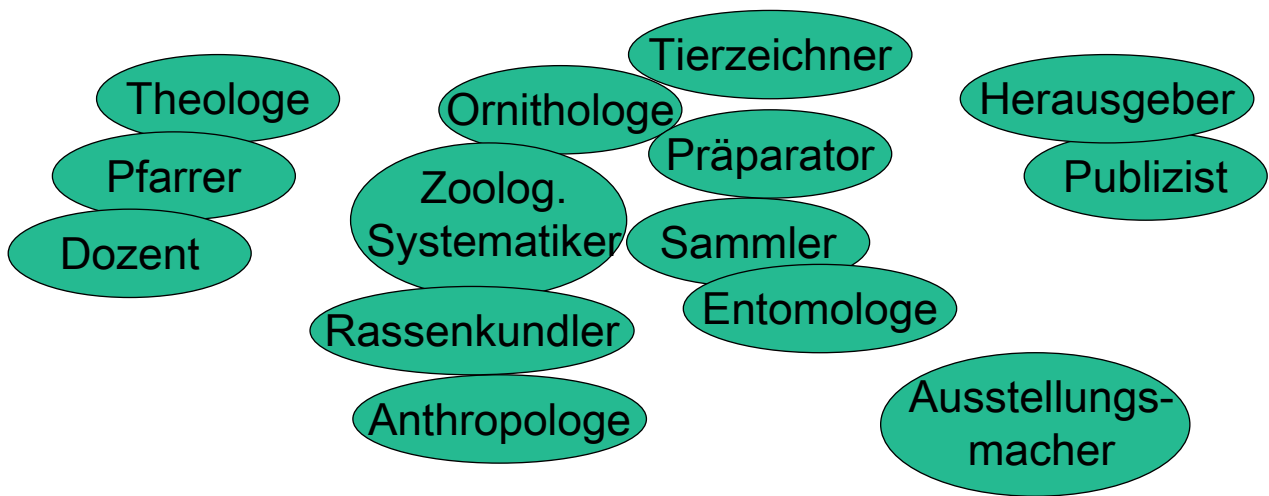 Theologe
Pfarrer
Dozent
Ornithologe
Zoolog.
Systematiker
Rassenkundler
Anthropologe
Tierzeichner
Präparator
Sammler
Entomologe
Herausgeber
Publizist
Ausstellungs-
macher